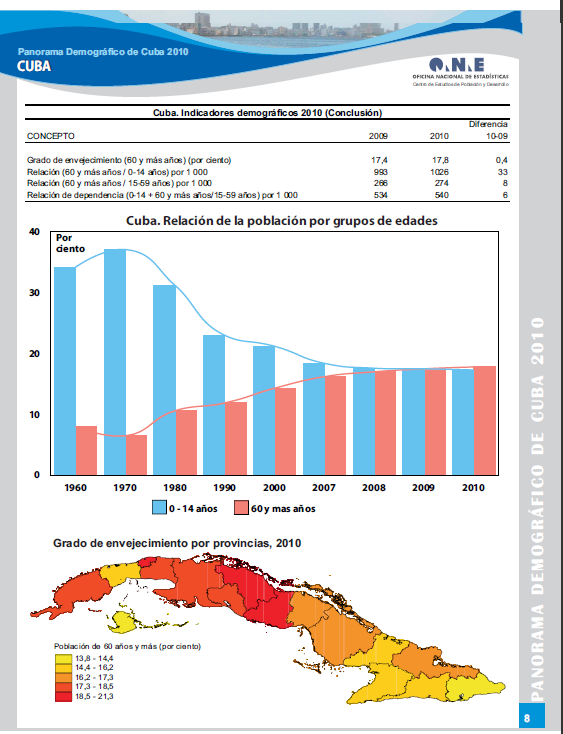 Panorama Demográfico de Cuba 2010
CUBA
O.N.E
OFICINA NACIONAL DE ESTADÍSTICAS
Centro de Estudios de Población y Desarrollo
Cuba. Indicadores demográficos 2010 (Conclusión)
Diferencia
CONCEPTO 2009 2010 10-09
Grado de envejecimiento (60 y más años) (por ciento) 17,4 17,8 0,4
Relación (60 y más años / 0-14 años) por 1 000 993 1026 33
Relación (60 y más años / 15-59 años) por 1 000 266 274 8
Relación de dependencia (0-14 + 60 y más años/15-59 años) por 1 000 534 540 6
Cuba. Relación de la población por grupos de edades
Por
ciento
40
30
20
10
0
1960 1970 1980 1990 2000 2007 2008 2009 2010
0 - 14 años 60 y mas años
Grado de envejecimiento por provincias, 2010
Población de 60 años y más (por ciento)
13,8 - 14,4
14,4 - 16,2
16,2 - 17,3
17,3 - 18,5
18,5 - 21,3
PANORAMA DEMOGRÁFICO DE CUBA 2010
8